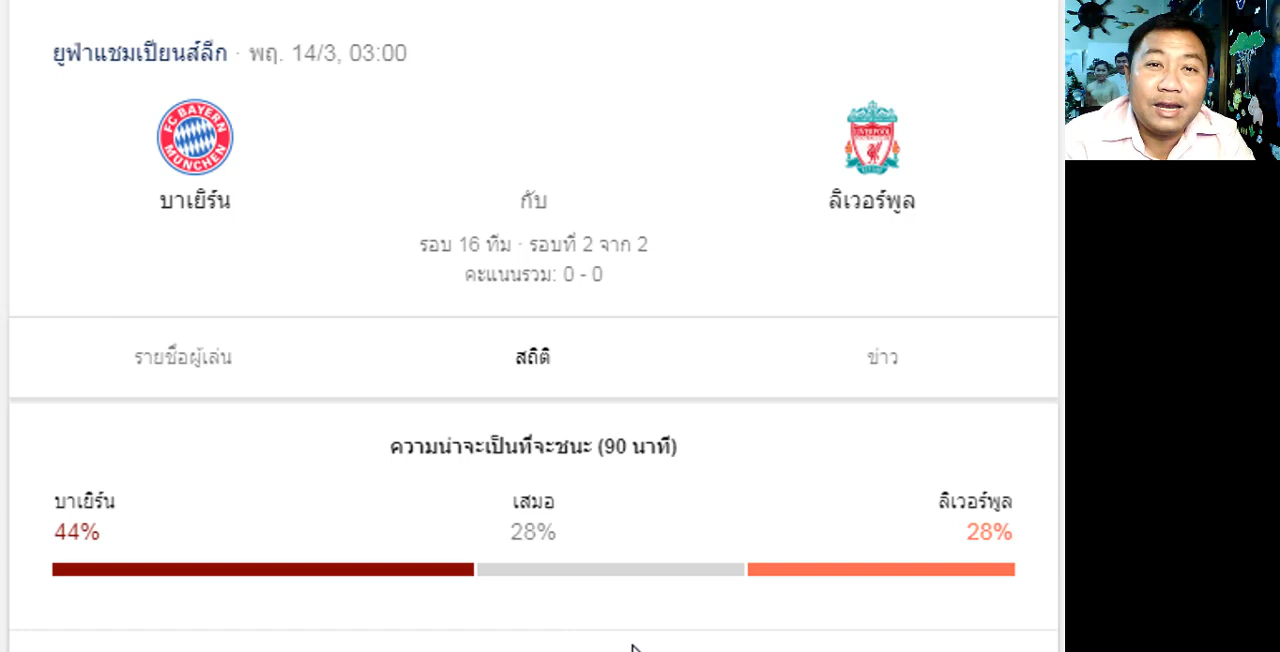 ยูฟ่าแชมเปียนส์ลีก · พฤ. 14/3, 03:00
FC BAYERN MÜNCHEN
LIVERPOOL
บาเยิร์น กับ ลิเวอร์พูล
รอบ 16 ทีม · รอบที่ 2 จาก 2
คะแนนรวม: 0 - 0
รายชื่อผู้เล่น สถิติ ข่าว
ความน่าจะเป็นที่จะชนะ (90 นาที)
บาเยิร์น เสมอ ลิเวอร์พูล
44% 28% 28%